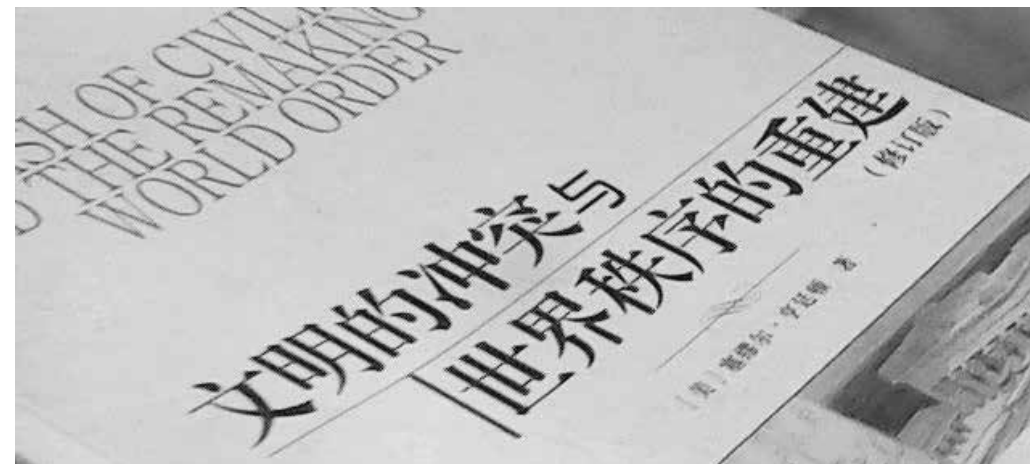 SH OF CIVILI
D THE REMAKING
WORLD ORDER
文明的冲突与
世界秩序的重建
(修订版)
[美] 塞缪尔·亨廷顿 著